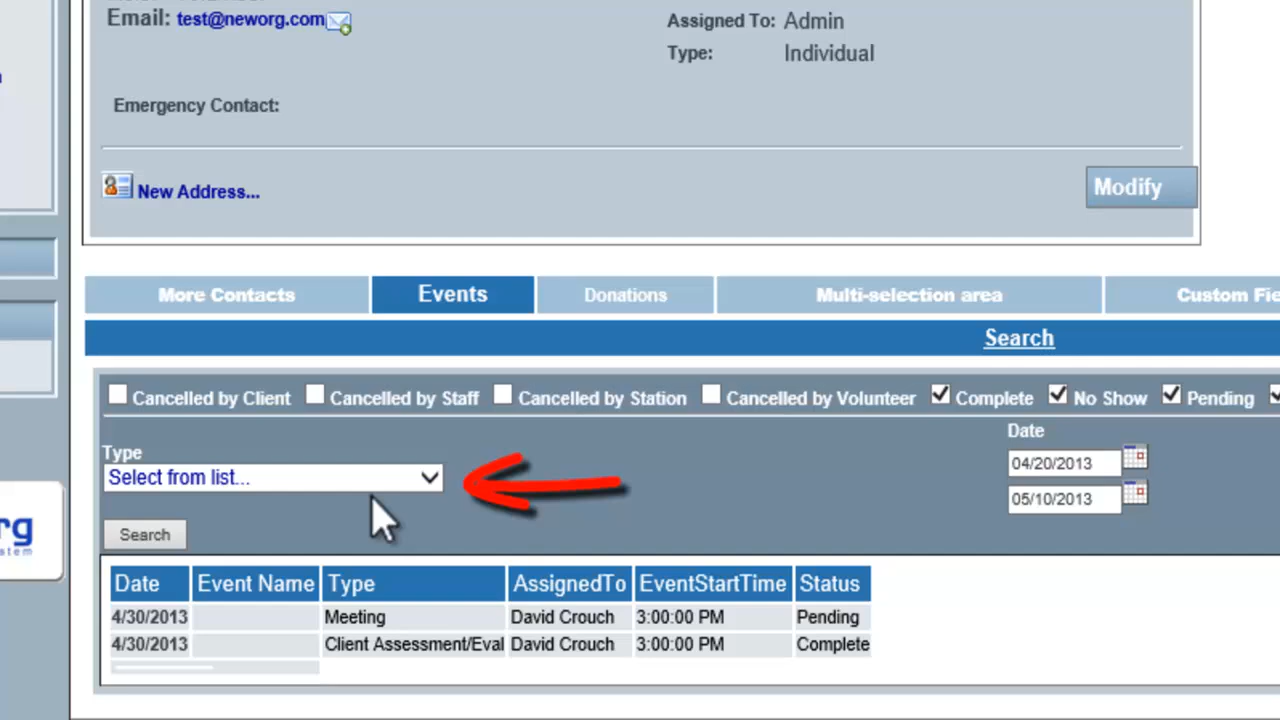 Email: test@neworg.com
Assigned To: Admin
Type: Individual
Emergency Contact:
New Address...
Modify
More Contacts Events Donations Multi-selection area Custom Fie
Search
Cancelled by Client Cancelled by Staff Cancelled by Station Cancelled by Volunteer Complete No Show Pending
Type
Date
Select from list...
04/20/2013
05/10/2013
Search
rg
stem
Date Event Name Type AssignedTo EventStartTime Status
4/30/2013 Meeting David Crouch 3:00:00 PM Pending
4/30/2013 Client Assessment/Eval David Crouch 3:00:00 PM Complete